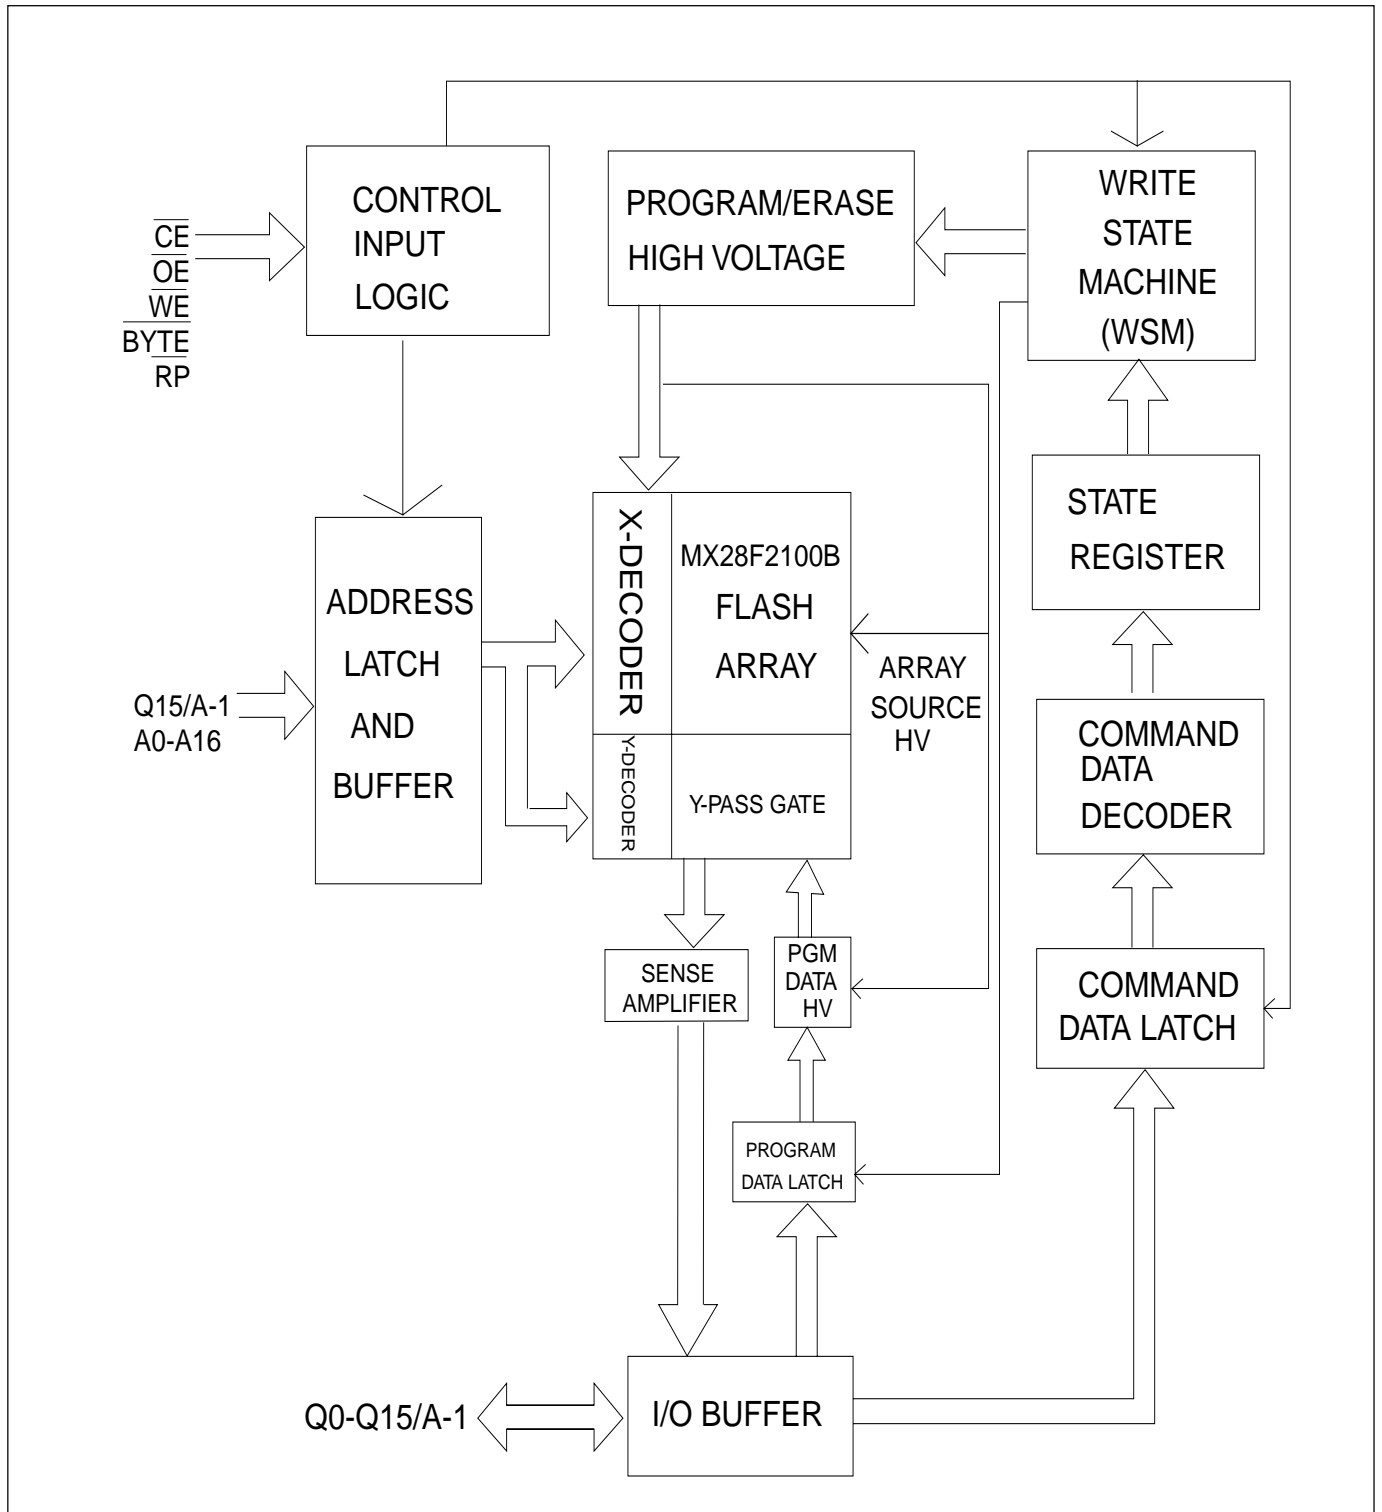 CONTROL
INPUT
LOGIC
PROGRAM/ERASE
HIGH VOLTAGE
WRITE
STATE
MACHINE
(WSM)
CE
OE
WE
BYTE
RP
STATE
REGISTER
ADDRESS
LATCH
AND
BUFFER
X-DECODER
MX28F2100B
FLASH
ARRAY
ARRAY
SOURCE
HV
Q15/A-1
A0-A16
Y-DECODER
Y-PASS GATE
COMMAND
DATA
DECODER
SENSE
AMPLIFIER
PGM
DATA
HV
COMMAND
DATA LATCH
PROGRAM
DATA LATCH
Q0-Q15/A-1
I/O BUFFER